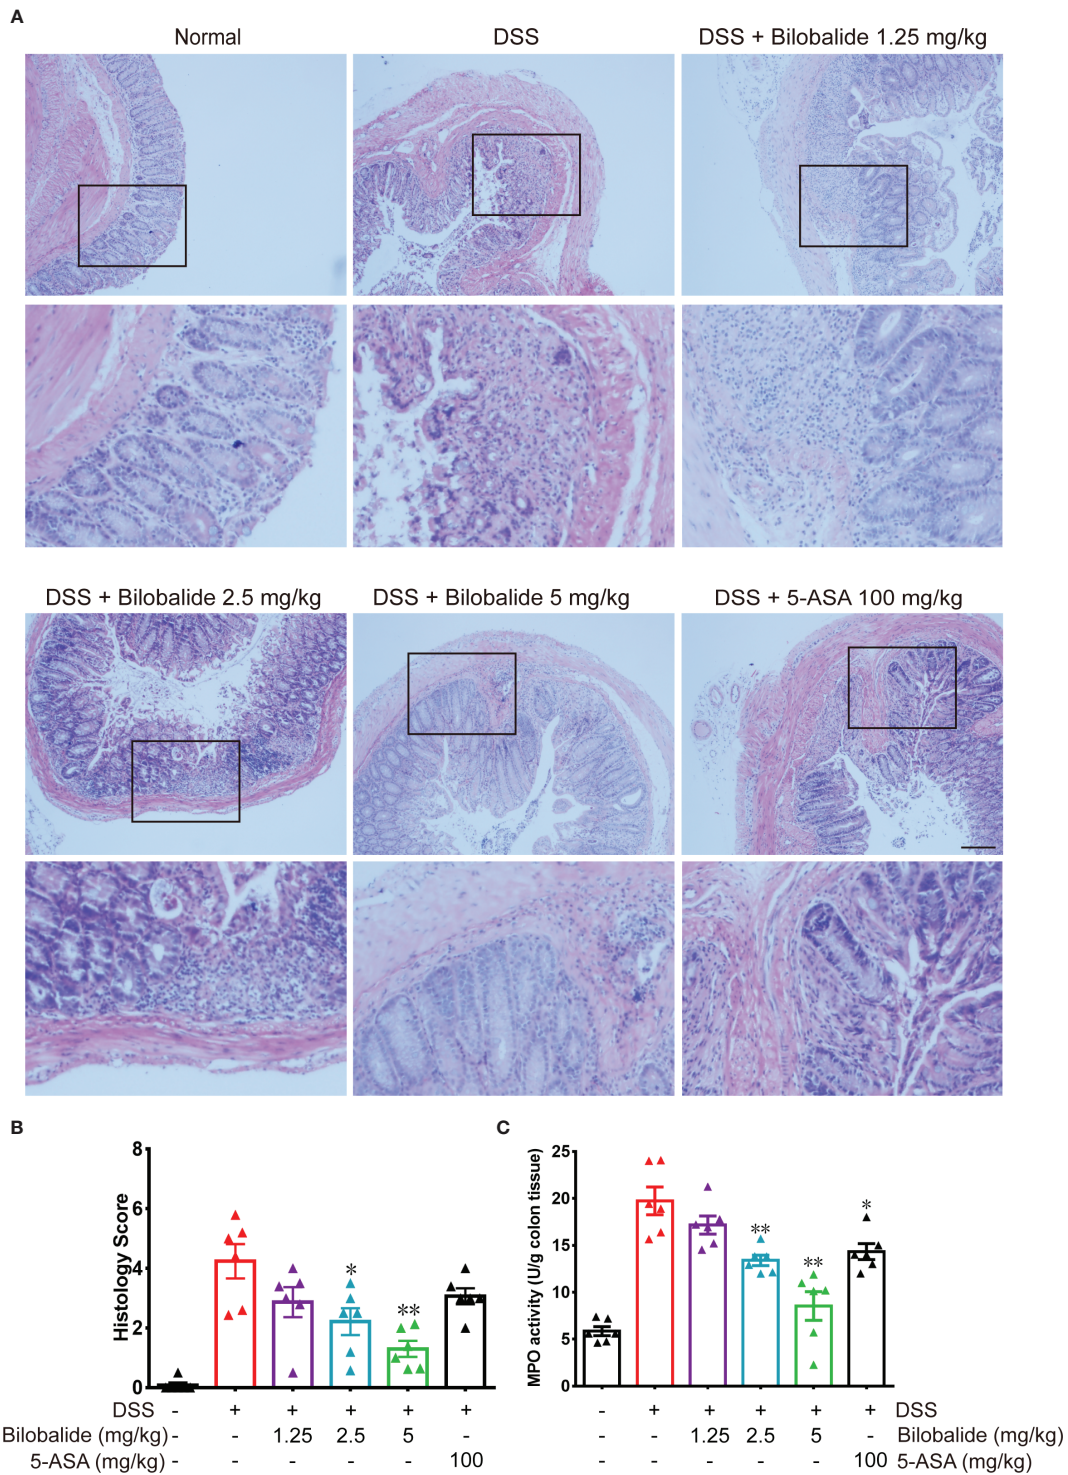 A
Normal
DSS
DSS + Bilobalide 1.25 mg/kg
DSS + Bilobalide 2.5 mg/kg
DSS + Bilobalide 5 mg/kg
DSS + 5-ASA 100 mg/kg
B
Histology Score
8
6
4
2
0
*
**
DSS - + + + + +
Bilobalide (mg/kg) - - 1.25 2.5 5 -
5-ASA (mg/kg) - - - - - 100
C
MPO activity (U/g colon tissue)
25
20
15
10
5
0
**
**
*
- + + + + + DSS
- - 1.25 2.5 5 - Bilobalide (mg/kg)
- - - - - 100 5-ASA (mg/kg)